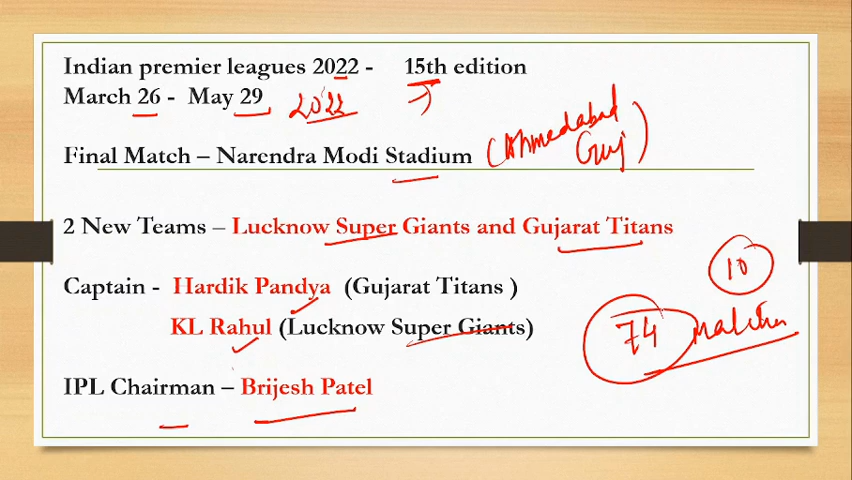 Indian premier leagues 2022 - 15th edition
March 26 - May 29 2022
Final Match – Narendra Modi Stadium (Ahmedabad
Guj)
2 New Teams – Lucknow Super Giants and Gujarat Titans
10
Captain - Hardik Pandya (Gujarat Titans )
KL Rahul (Lucknow Super Giants)
74 matches
IPL Chairman – Brijesh Patel